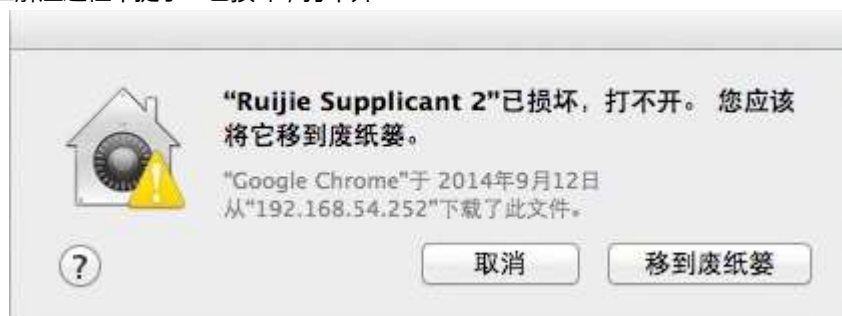 "Ruijie Supplicant 2"已损坏，打不开。 您应该
将它移到废纸篓。
"Google Chrome"于 2014年9月12日
从"192.168.54.252"下载了此文件。
?
取消
移到废纸篓